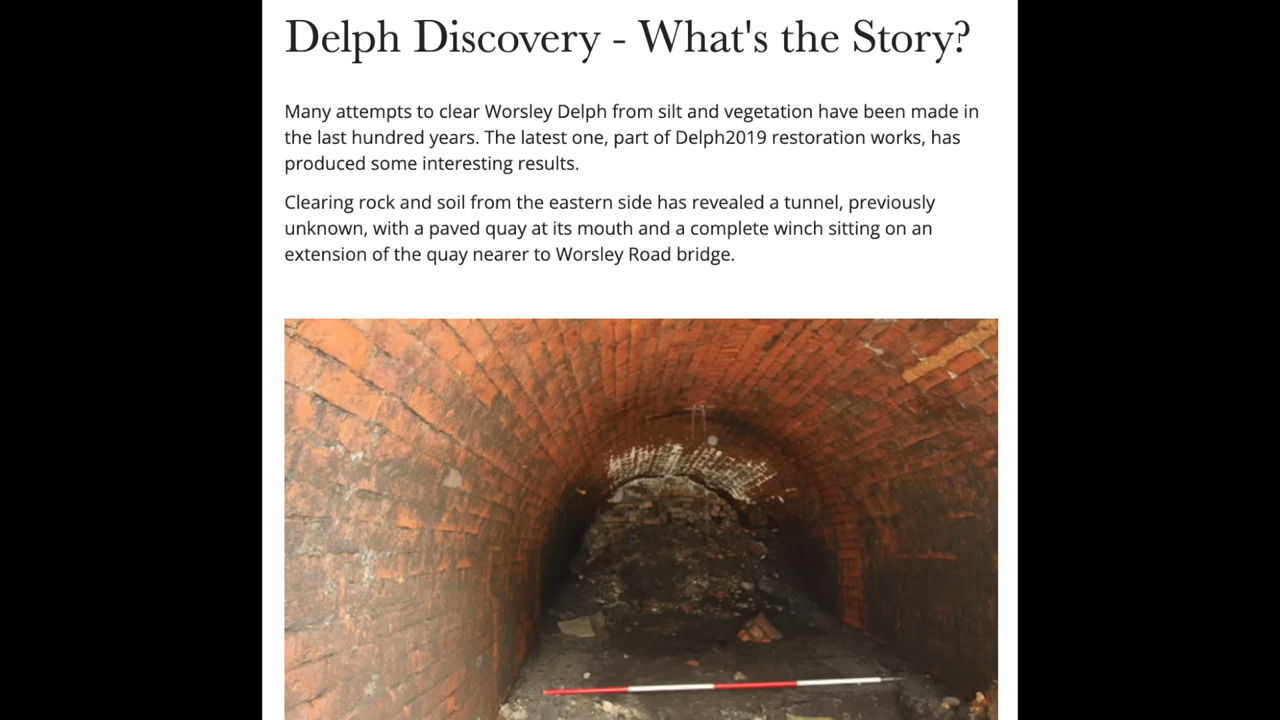 Delph Discovery - What's the Story?
Many attempts to clear Worsley Delph from silt and vegetation have been made in
the last hundred years. The latest one, part of Delph2019 restoration works, has
produced some interesting results.
Clearing rock and soil from the eastern side has revealed a tunnel, previously
unknown, with a paved quay at its mouth and a complete winch sitting on an
extension of the quay nearer to Worsley Road bridge.